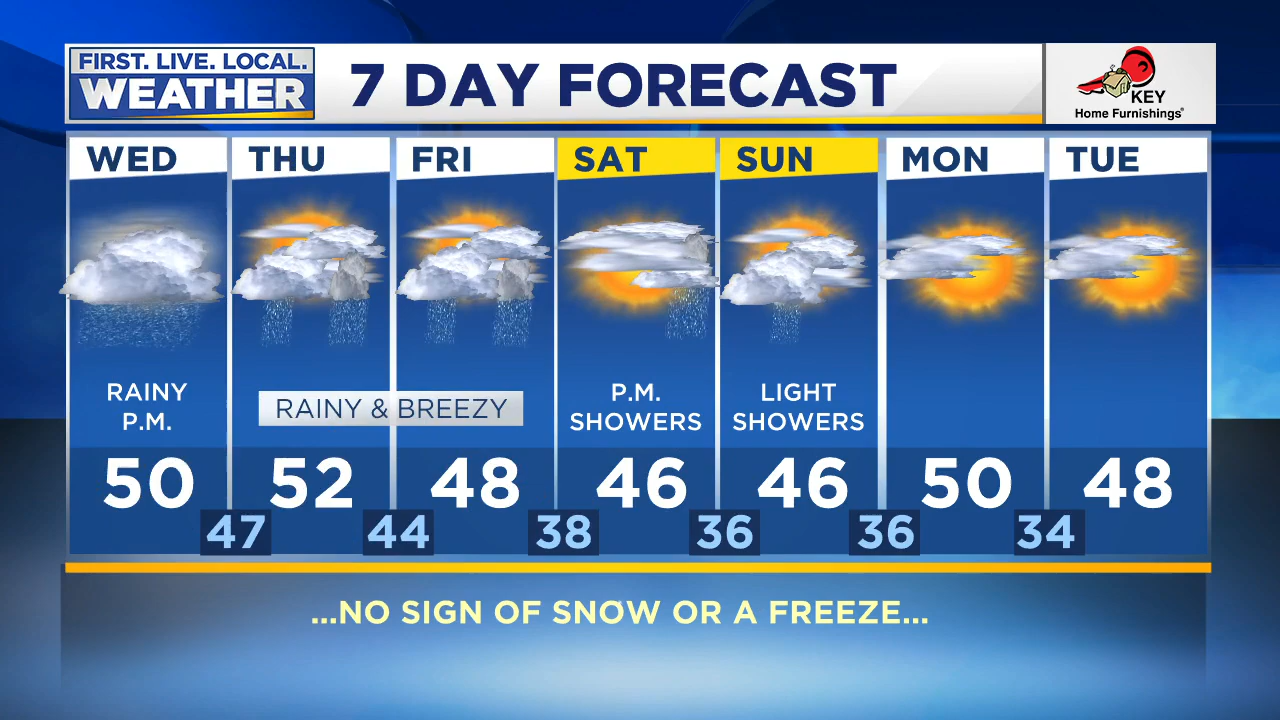 FIRST. LIVE. LOCAL.
WEATHER
7 DAY FORECAST
KEY
Home Furnishings®
WED THU FRI SAT SUN MON TUE
RAINY
P.M.
RAINY & BREEZY
P.M.
SHOWERS
LIGHT
SHOWERS
50 52 48 46 46 50 48
47 44 38 36 36 34
...NO SIGN OF SNOW OR A FREEZE...